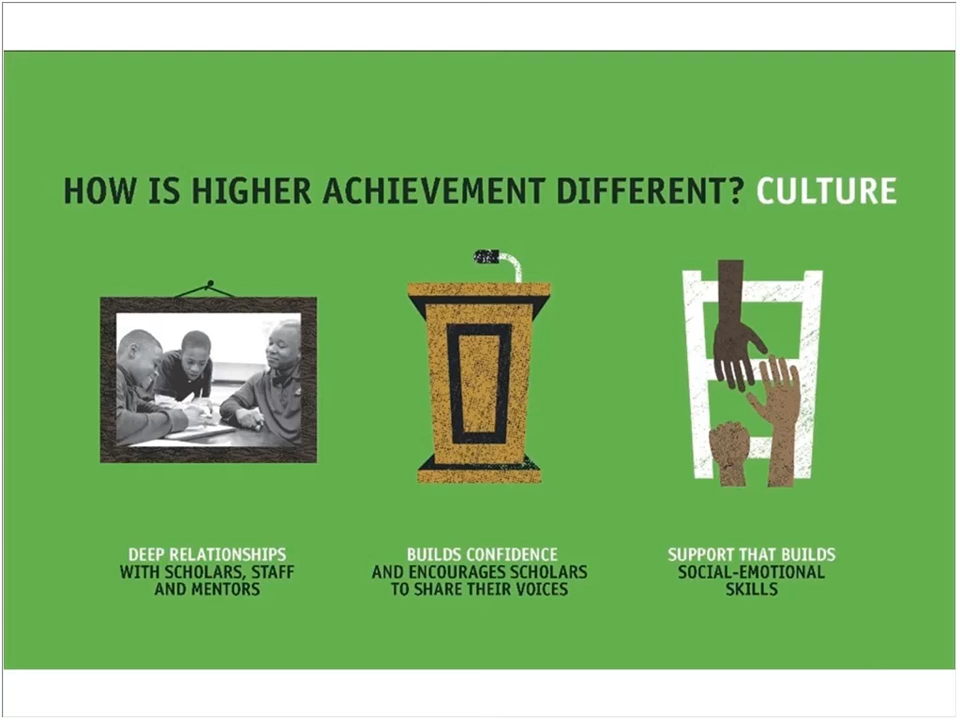 HOW IS HIGHER ACHIEVEMENT DIFFERENT? CULTURE
DEEP RELATIONSHIPS
WITH SCHOLARS, STAFF
AND MENTORS
BUILDS CONFIDENCE
AND ENCOURAGES SCHOLARS
TO SHARE THEIR VOICES
SUPPORT THAT BUILDS
SOCIAL-EMOTIONAL
SKILLS